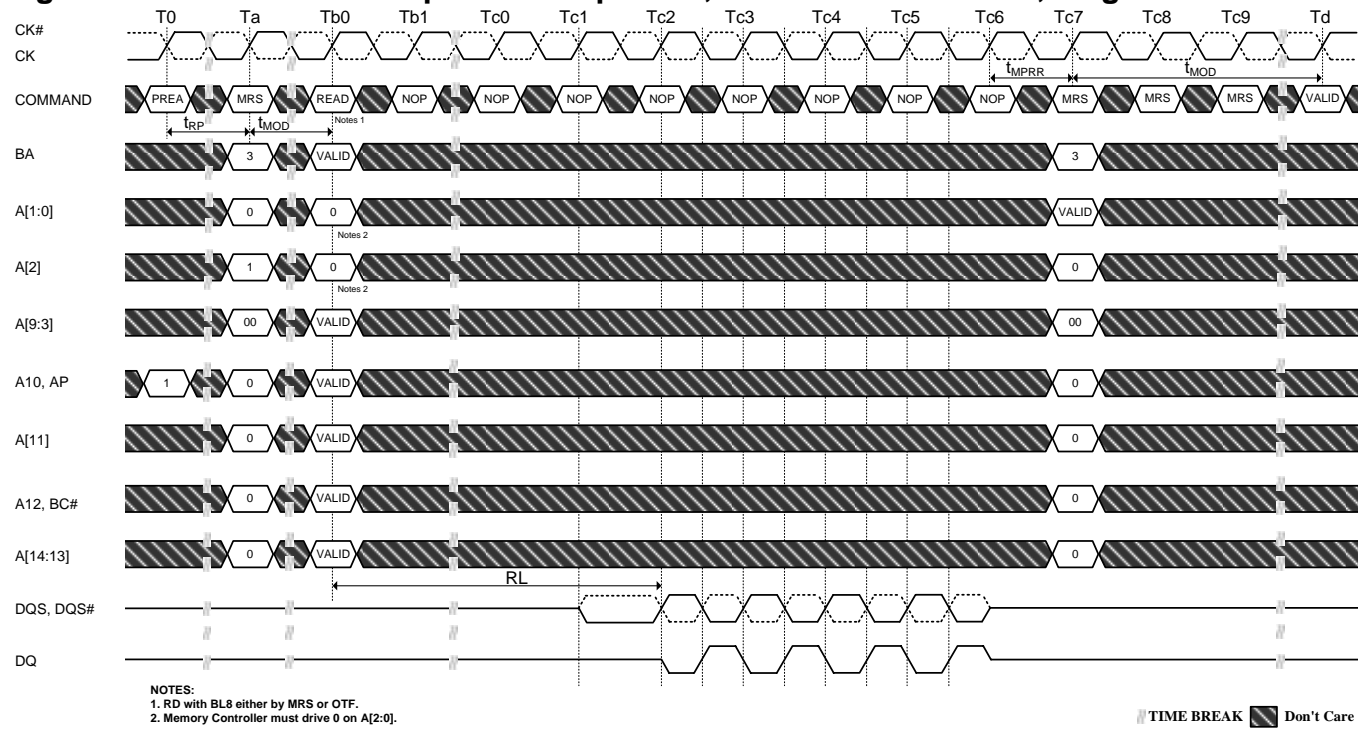 T0 Ta Tb0 Tb1 Tc0 Tc1 Tc2 Tc3 Tc4 Tc5 Tc6 Tc7 Tc8 Tc9 Td
CK#
CK
tMPRR tMOD
COMMAND PREA MRS READ NOP NOP NOP NOP NOP NOP NOP NOP MRS MRS MRS VALID
tRP tMOD Notes 1
BA 3 VALID 3
A[1:0] 0 0 VALID
Notes 2
A[2] 1 0 0
Notes 2
A[9:3] 00 VALID 00
A10, AP 1 0 VALID 0
A[11] 0 VALID 0
A12, BC# 0 VALID 0
A[14:13] 0 VALID 0
RL
DQS, DQS#
DQ
NOTES:
1. RD with BL8 either by MRS or OTF.
2. Memory Controller must drive 0 on A[2:0].
TIME BREAK Don't Care